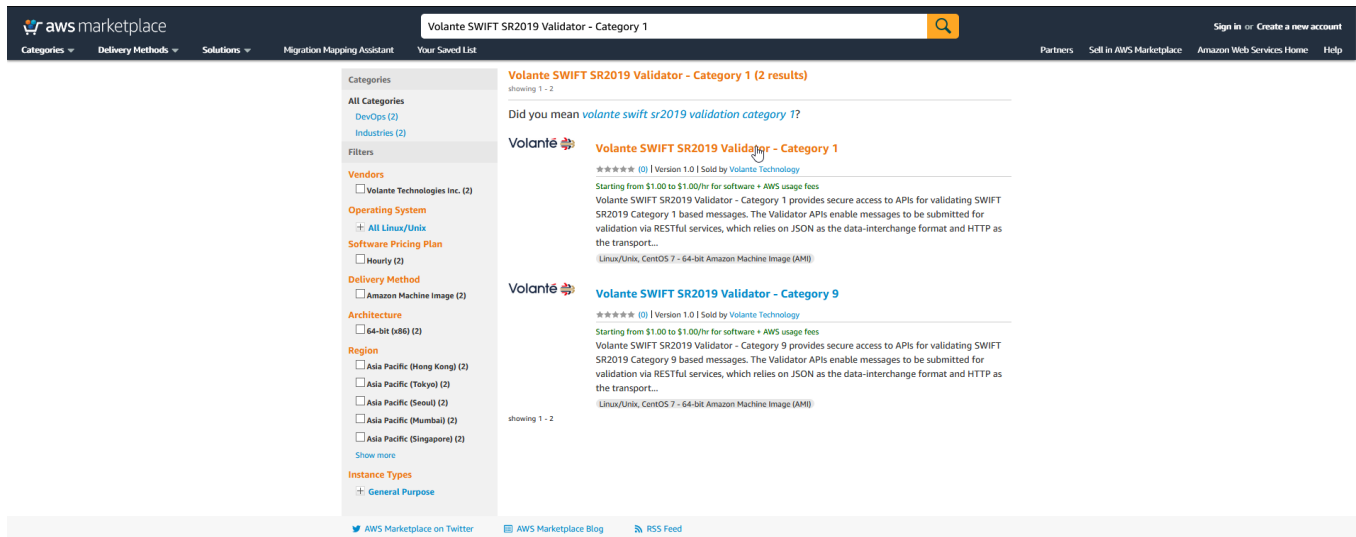 aws marketplace
Volante SWIFT SR2019 Validator - Category 1
Sign in or Create a new account
Categories
Delivery Methods
Solutions
Migration Mapping Assistant
Your Saved List
Partners
Sell in AWS Marketplace
Amazon Web Services Home
Help
Categories
All Categories
DevOps (2)
Industries (2)
Filters
Vendors
Volante Technologies Inc. (2)
Operating System
All Linux/Unix
Software Pricing Plan
Hourly (2)
Delivery Method
Amazon Machine Image (2)
Architecture
64-bit (x86) (2)
Region
Asia Pacific (Hong Kong) (2)
Asia Pacific (Tokyo) (2)
Asia Pacific (Seoul) (2)
Asia Pacific (Mumbai) (2)
Asia Pacific (Singapore) (2)
Show more
Instance Types
General Purpose
Volante SWIFT SR2019 Validator - Category 1 (2 results)
showing 1 - 2
Did you mean volante swift sr2019 validation category 1?
Volanté
Volante SWIFT SR2019 Validator - Category 1
(0) | Version 1.0 | Sold by Volante Technology
Starting from $1.00 to $1.00/hr for software + AWS usage fees
Volante SWIFT SR2019 Validator - Category 1 provides secure access to APIs for validating SWIFT
SR2019 Category 1 based messages. The Validator APIs enable messages to be submitted for
validation via RESTful services, which relies on JSON as the data-interchange format and HTTP as
the transport...
Linux/Unix, CentOS 7 - 64-bit Amazon Machine Image (AMI)
Volanté
Volante SWIFT SR2019 Validator - Category 9
(0) | Version 1.0 | Sold by Volante Technology
Starting from $1.00 to $1.00/hr for software + AWS usage fees
Volante SWIFT SR2019 Validator - Category 9 provides secure access to APIs for validating SWIFT
SR2019 Category 9 based messages. The Validator APIs enable messages to be submitted for
validation via RESTful services, which relies on JSON as the data-interchange format and HTTP as
the transport...
Linux/Unix, CentOS 7 - 64-bit Amazon Machine Image (AMI)
showing 1 - 2
AWS Marketplace on Twitter
AWS Marketplace Blog
RSS Feed